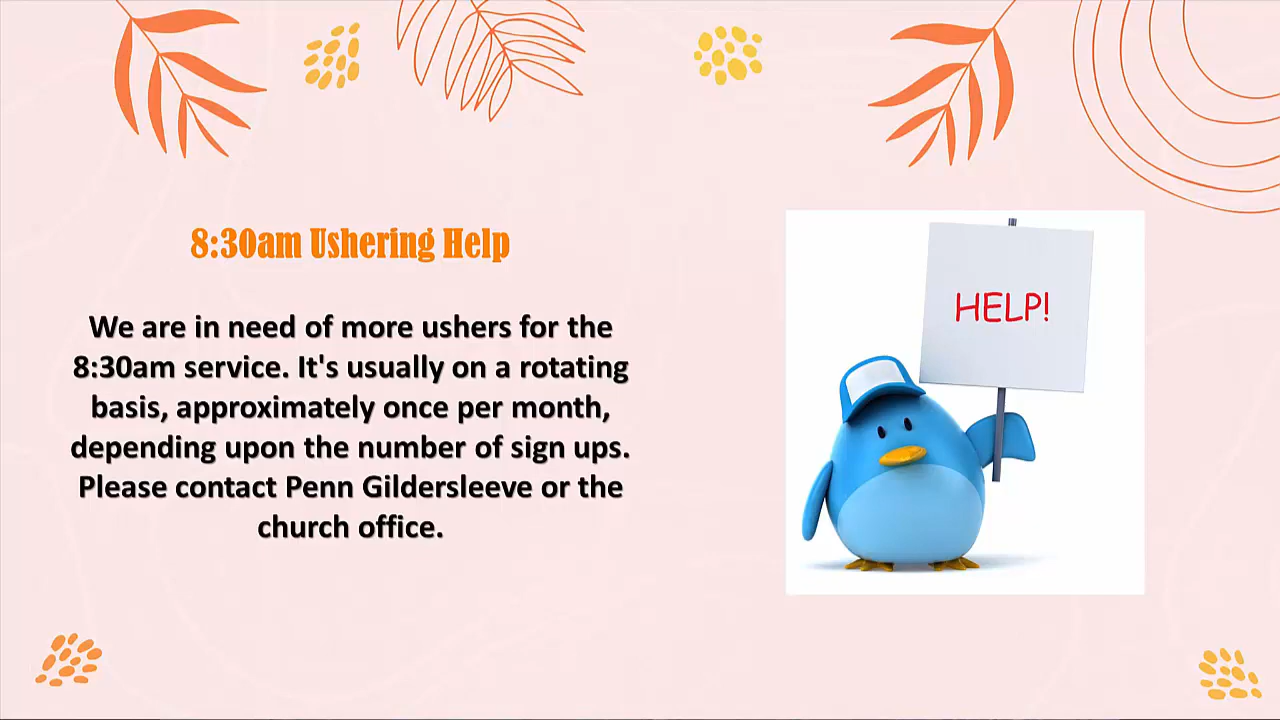 8:30am Ushering Help
We are in need of more ushers for the
8:30am service. It's usually on a rotating
basis, approximately once per month,
depending upon the number of sign ups.
Please contact Penn Gildersleeve or the
church office.
HELP!